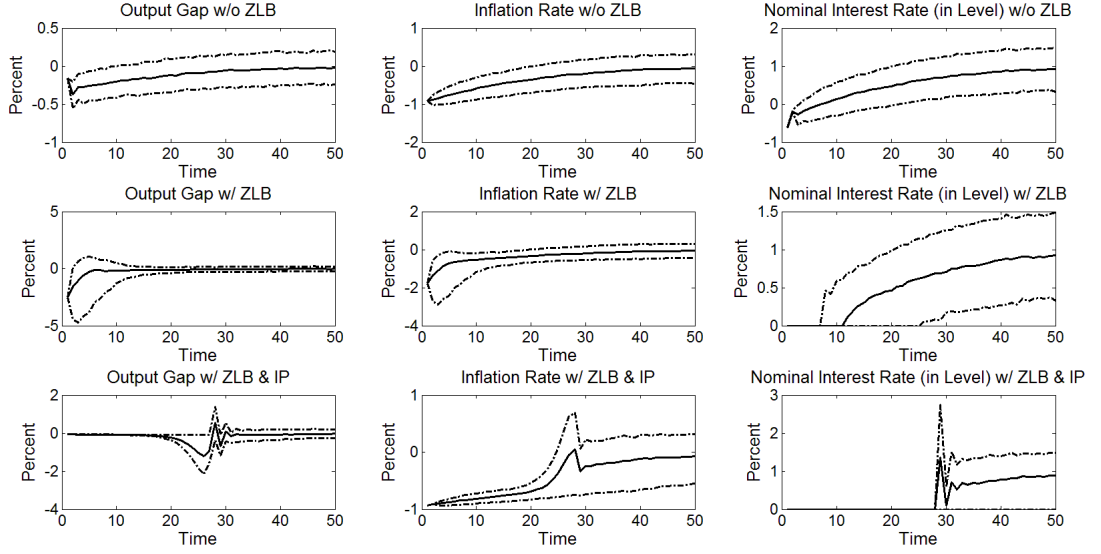 Output Gap w/o ZLB
Percent
0.5
0
-0.5
-1
0 10 20 30 40 50
Time
Inflation Rate w/o ZLB
Percent
1
0
-1
-2
0 10 20 30 40 50
Time
Nominal Interest Rate (in Level) w/o ZLB
Percent
2
1
0
-1
0 10 20 30 40 50
Time
Output Gap w/ ZLB
Percent
5
0
-5
0 10 20 30 40 50
Time
Inflation Rate w/ ZLB
Percent
2
0
-2
-4
0 10 20 30 40 50
Time
Nominal Interest Rate (in Level) w/ ZLB
Percent
1.5
1
0.5
0
0 10 20 30 40 50
Time
Output Gap w/ ZLB & IP
Percent
2
0
-2
-4
0 10 20 30 40 50
Time
Inflation Rate w/ ZLB & IP
Percent
1
0
-1
0 10 20 30 40 50
Time
Nominal Interest Rate (in Level) w/ ZLB & IP
Percent
3
2
1
0
0 10 20 30 40 50
Time